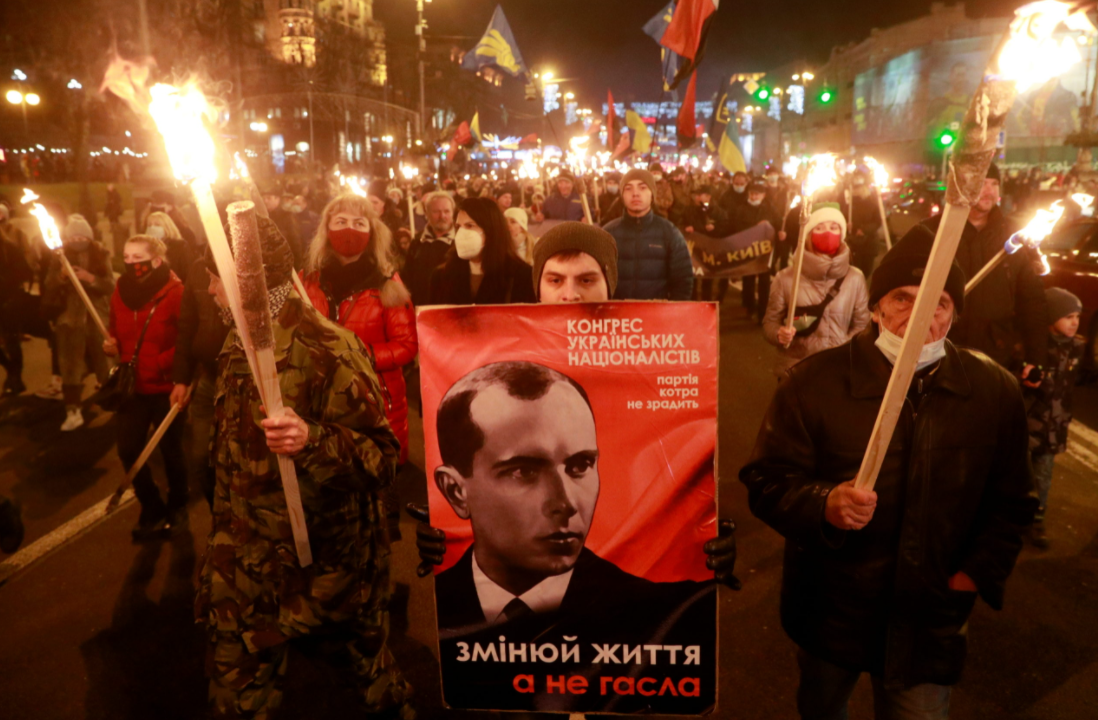 КОНГРЕС
УКРАЇНСЬКИХ
НАЦІОНАЛІСТІВ
партія
котра
не зрадить
змінюй життя
а не гасла
м. київ